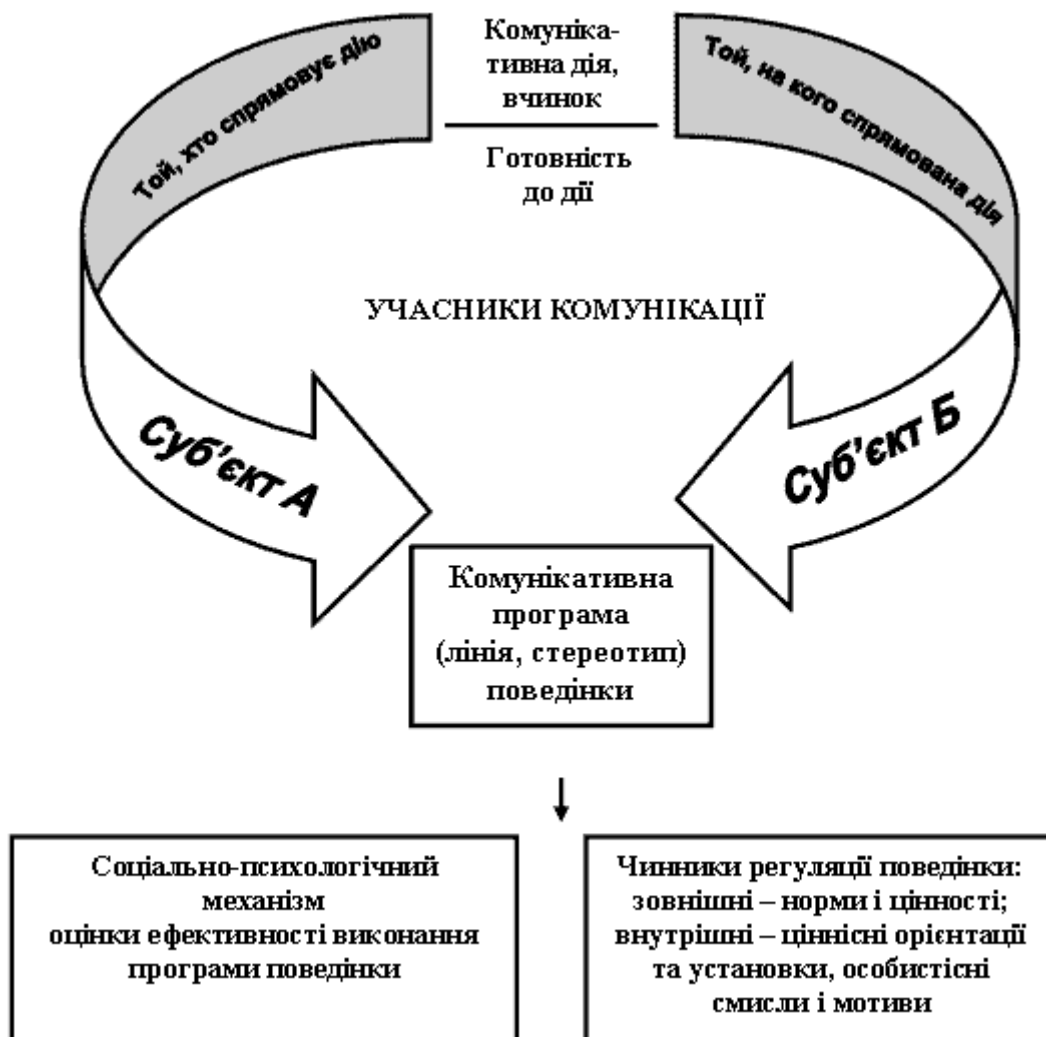 Комуніка-
тивна дія,
вчинок
Готовність
до дії
Той, хто спрямовує дію
Той, на кого спрямована дія
УЧАСНИКИ КОМУНІКАЦІЇ
Суб'єкт А
Суб'єкт Б
Комунікативна
програма
(лінія, стереотип)
поведінки
Соціально-психологічний
механізм
оцінки ефективності виконання
програми поведінки
Чинники регуляції поведінки:
зовнішні – норми і цінності;
внутрішні – ціннісні орієнтації
та установки, особистісні
смисли і мотиви